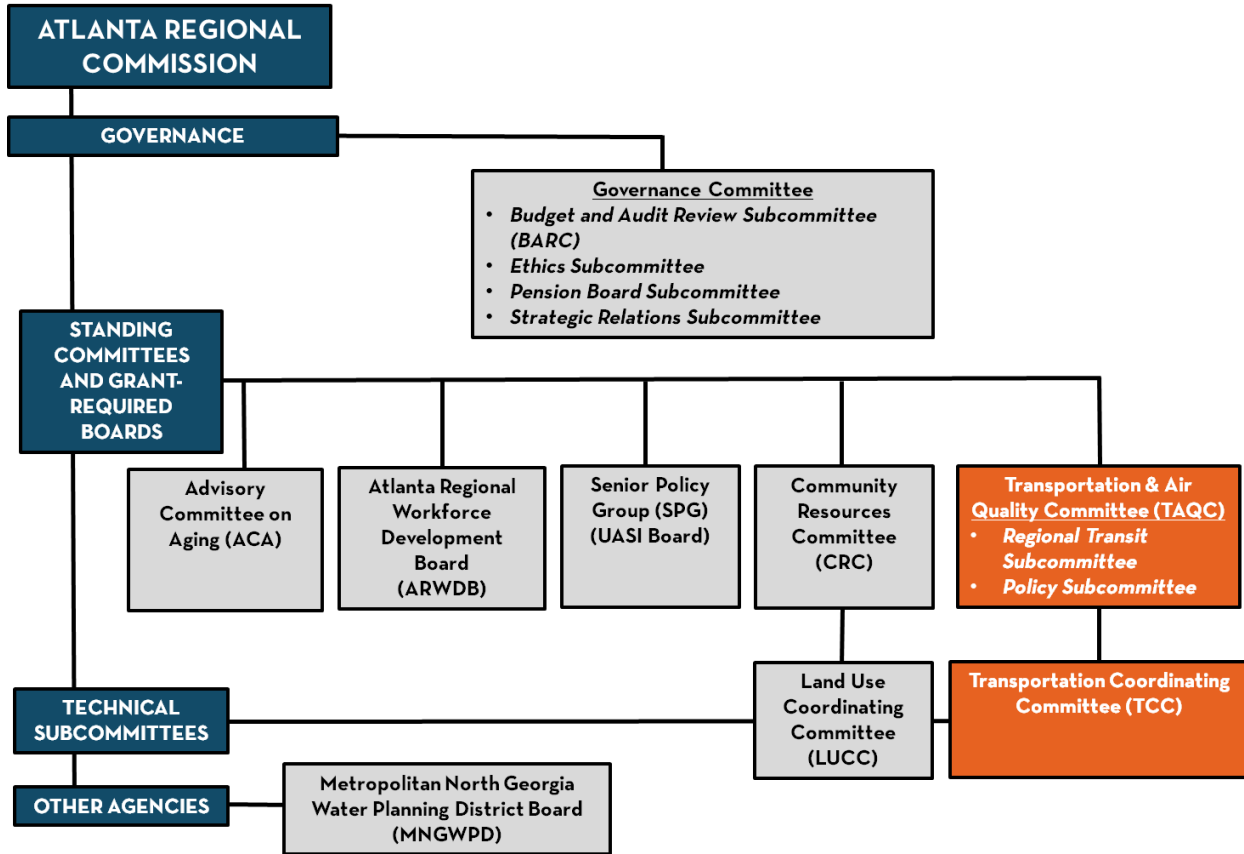 ATLANTA REGIONAL
COMMISSION
GOVERNANCE
Governance Committee
• Budget and Audit Review Subcommittee
(BARC)
• Ethics Subcommittee
• Pension Board Subcommittee
• Strategic Relations Subcommittee
STANDING
COMMITTEES
AND GRANT-
REQUIRED
BOARDS
Advisory
Committee on
Aging (ACA)
Atlanta Regional
Workforce
Development
Board
(ARWDB)
Senior Policy
Group (SPG)
(UASI Board)
Community
Resources
Committee
(CRC)
Transportation & Air
Quality Committee (TAQC)
• Regional Transit
Subcommittee
• Policy Subcommittee
TECHNICAL
SUBCOMMITTEES
Land Use
Coordinating
Committee
(LUCC)
Transportation Coordinating
Committee (TCC)
OTHER AGENCIES
Metropolitan North Georgia
Water Planning District Board
(MNGWPD)